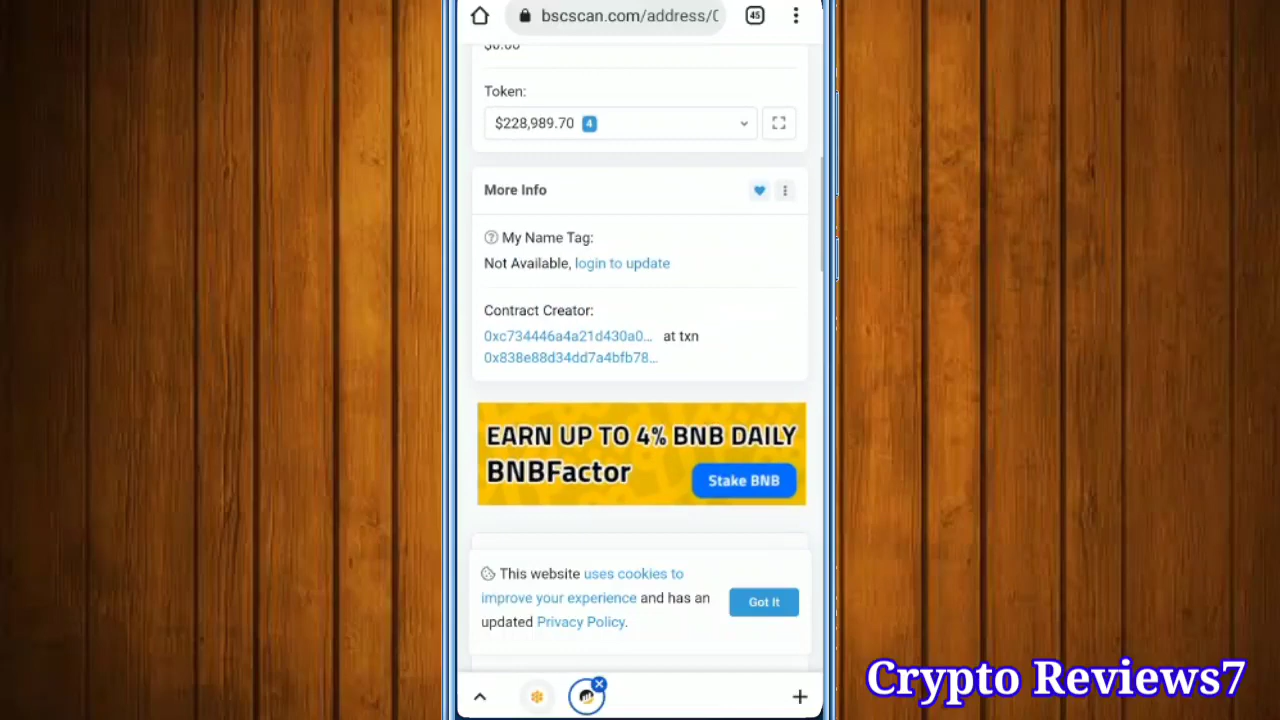 bscscan.com/address/0
45
$0.00
Token:
$228,989.70 4
More Info
My Name Tag:
Not Available, login to update
Contract Creator:
0xc734446a4a21d430a0... at txn
0x838e88d34dd7a4bfb78...
EARN UP TO 4% BNB DAILY
BNBFactor
Stake BNB
This website uses cookies to
improve your experience and has an
updated Privacy Policy.
Got It
Crypto Reviews7